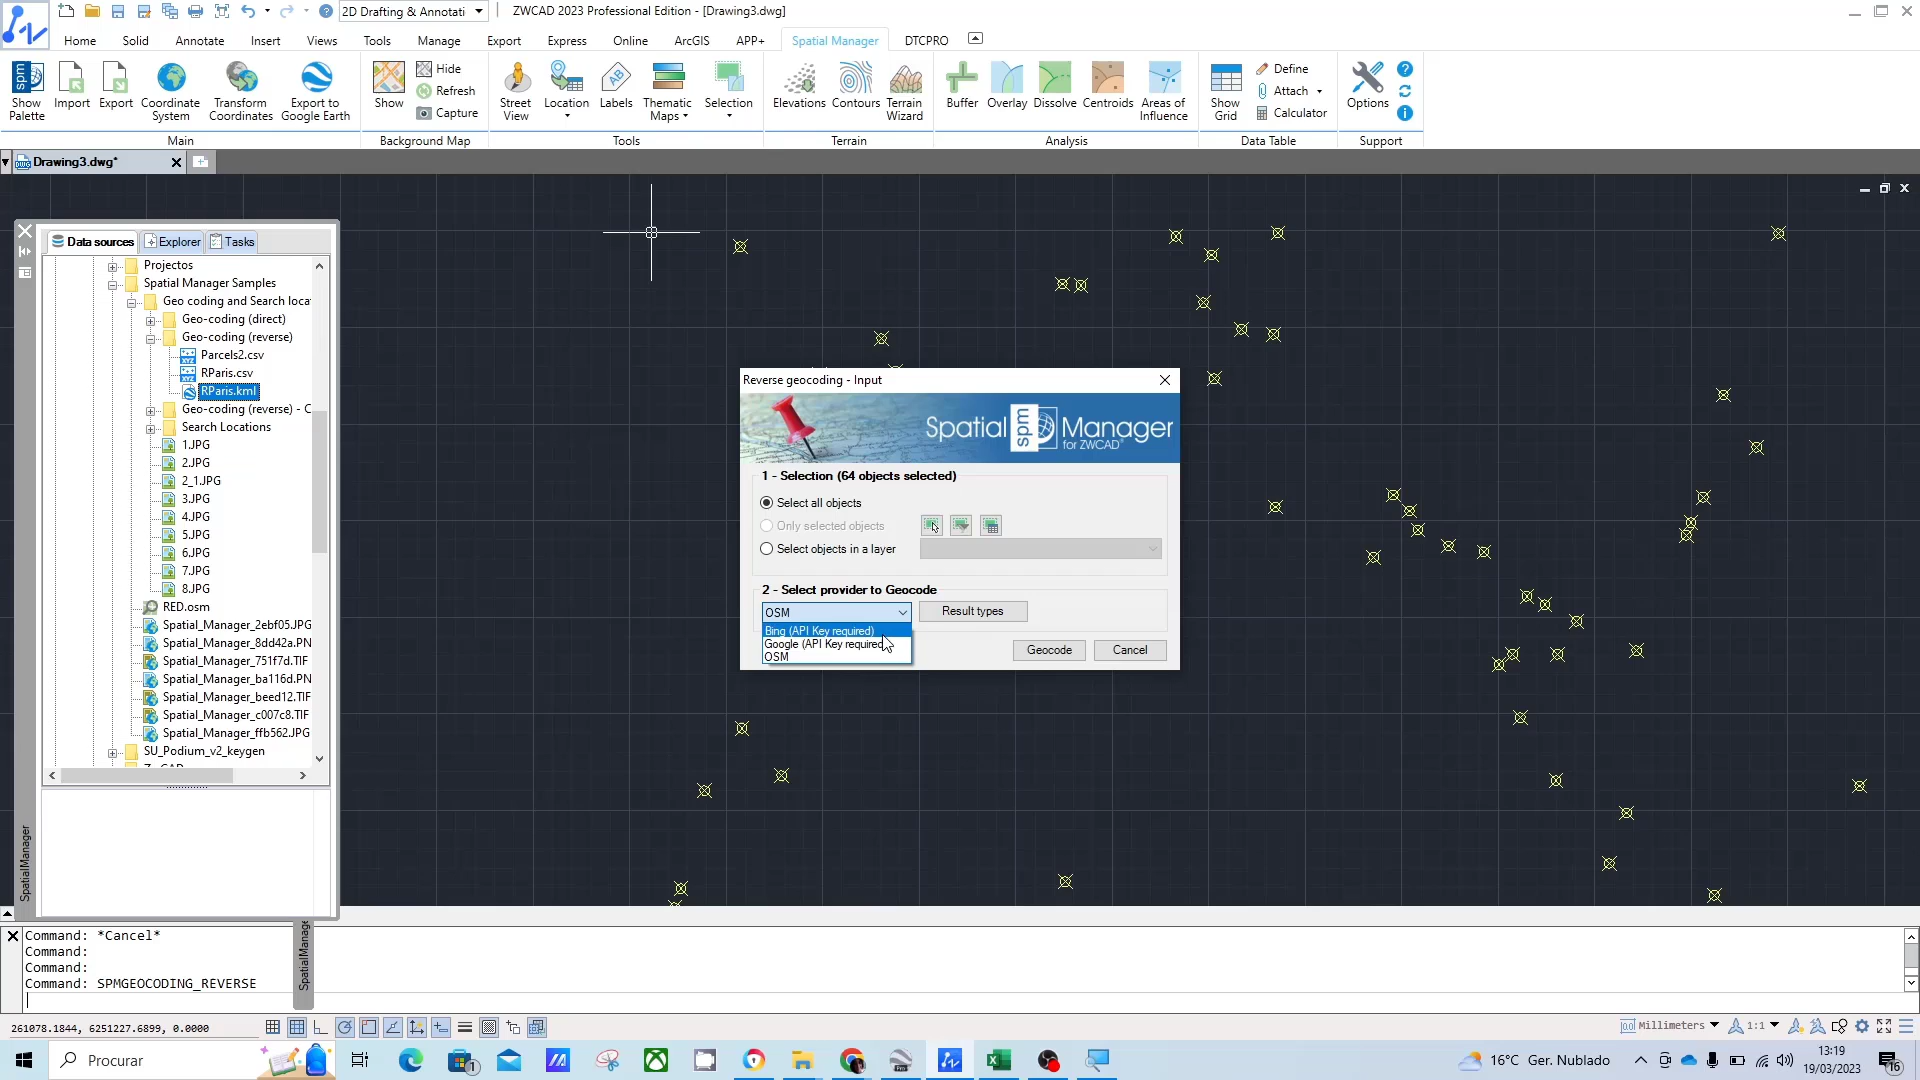 2D Drafting & Annotati
ZWCAD 2023 Professional Edition - [Drawing3.dwg]
Home Solid Annotate Insert Views Tools Manage Export Express Online ArcGIS APP+ Spatial Manager DTCPRO
Show Palette
Import
Export
Coordinate System
Transform Coordinates
Export to Google Earth
Main
Show
Hide
Refresh
Capture
Background Map
Street View
Location
Labels
Thematic Maps
Selection
Tools
Elevations
Contours
Terrain Wizard
Terrain
Buffer
Overlay
Dissolve
Centroids
Areas of Influence
Analysis
Show Grid
Define
Attach
Calculator
Data Table
Options
Support
Drawing3.dwg*
Data sources Explorer Tasks
Projectos
Spatial Manager Samples
Geo coding and Search locat
Geo-coding (direct)
Geo-coding (reverse)
Parcels2.csv
RParis.csv
RParis.kml
Geo-coding (reverse) - C
Search Locations
1.JPG
2.JPG
2_1.JPG
3.JPG
4.JPG
5.JPG
6.JPG
7.JPG
8.JPG
RED.osm
Spatial_Manager_2ebf05.JPG
Spatial_Manager_8dd42a.PN
Spatial_Manager_751f7d.TIF
Spatial_Manager_ba116d.PN
Spatial_Manager_beed12.TIF
Spatial_Manager_c007c8.TIF
Spatial_Manager_ffb562.JPG
SU_Podium_v2_keygen
SpatialManager
Reverse geocoding - Input
Spatial spm Manager
for ZWCAD
1 - Selection (64 objects selected)
Select all objects
Only selected objects
Select objects in a layer
2 - Select provider to Geocode
OSM
Result types
Bing (API Key required)
Google (API Key required
OSM
Geocode
Cancel
Command: *Cancel*
Command:
Command:
Command: SPMGEOCODING_REVERSE
261078.1844, 6251227.6899, 0.0000
Millimeters
1:1
Procurar
16°C Ger. Nublado
13:19
19/03/2023
16